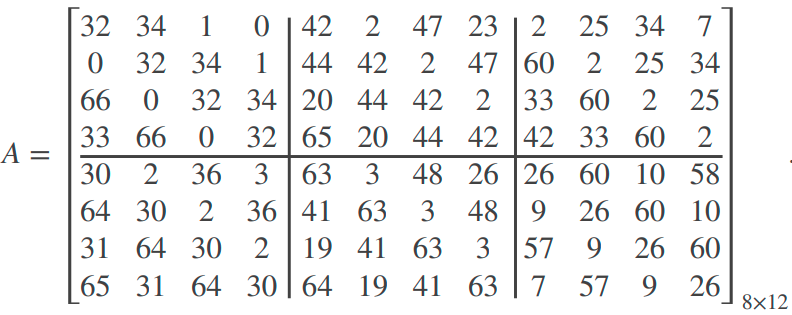 32 34 1 0 42 2 47 23 2 25 34 7
0 32 34 1 44 42 2 47 60 2 25 34
66 0 32 34 20 44 42 2 33 60 2 25
33 66 0 32 65 20 44 42 42 33 60 2
A =
30 2 36 3 63 3 48 26 26 60 10 58
64 30 2 36 41 63 3 48 9 26 60 10
31 64 30 2 19 41 63 3 57 9 26 60
65 31 64 30 64 19 41 63 7 57 9 26
8×12
.